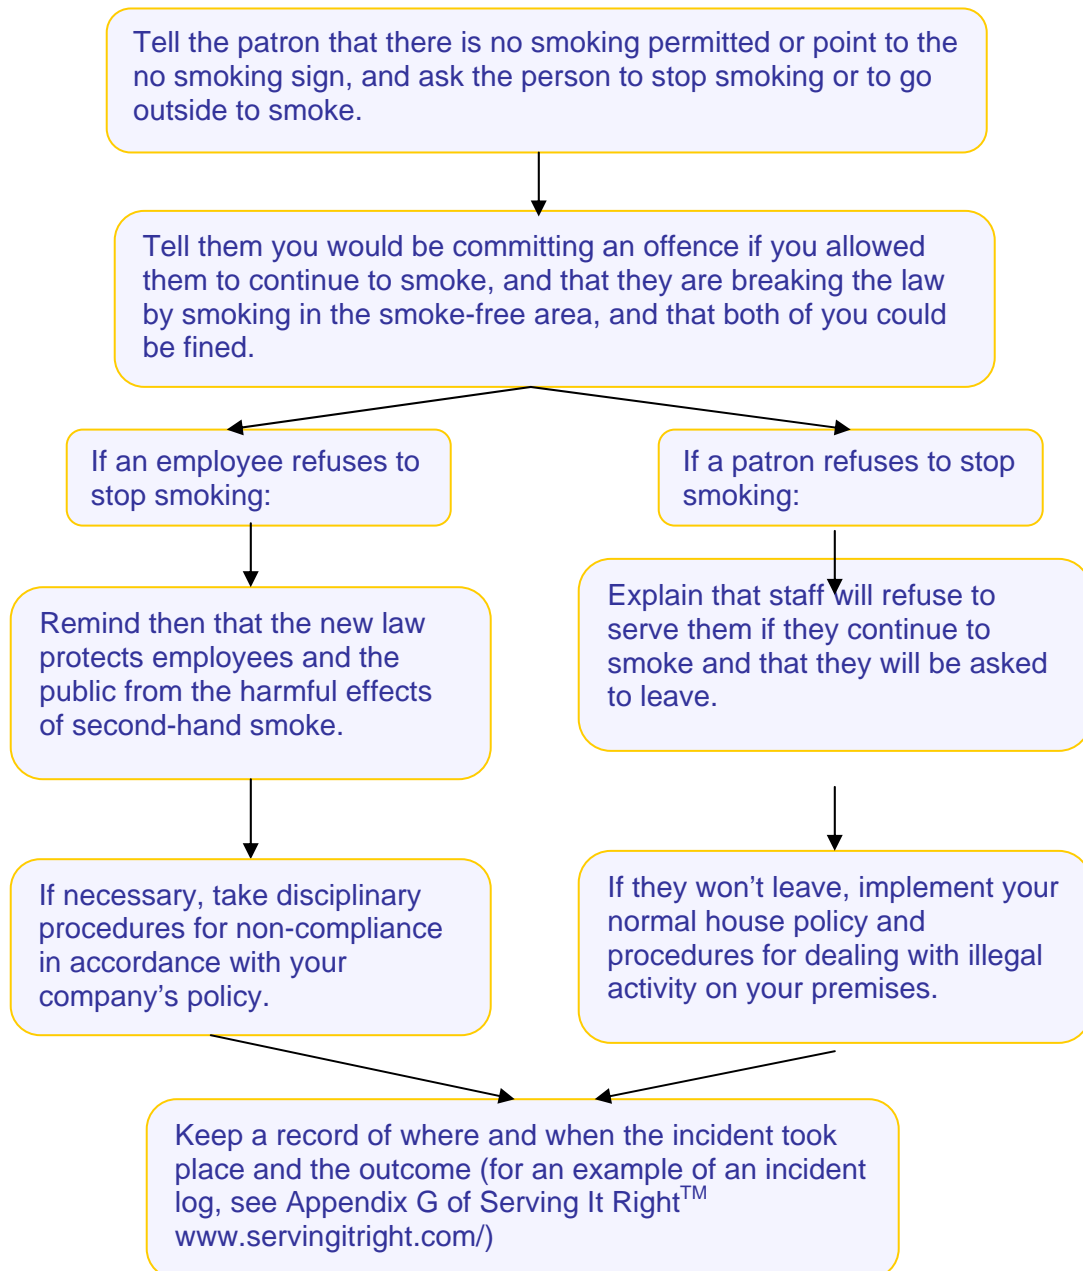 Tell the patron that there is no smoking permitted or point to the
no smoking sign, and ask the person to stop smoking or to go
outside to smoke.
Tell them you would be committing an offence if you allowed
them to continue to smoke, and that they are breaking the law
by smoking in the smoke-free area, and that both of you could
be fined.
If an employee refuses to
stop smoking:
Remind then that the new law
protects employees and the
public from the harmful effects
of second-hand smoke.
If necessary, take disciplinary
procedures for non-compliance
in accordance with your
company’s policy.
If a patron refuses to stop
smoking:
Explain that staff will refuse to
serve them if they continue to
smoke and that they will be asked
to leave.
If they won’t leave, implement your
normal house policy and
procedures for dealing with illegal
activity on your premises.
Keep a record of where and when the incident took
place and the outcome (for an example of an incident
log, see Appendix G of Serving It Right™
www.servingitright.com/)